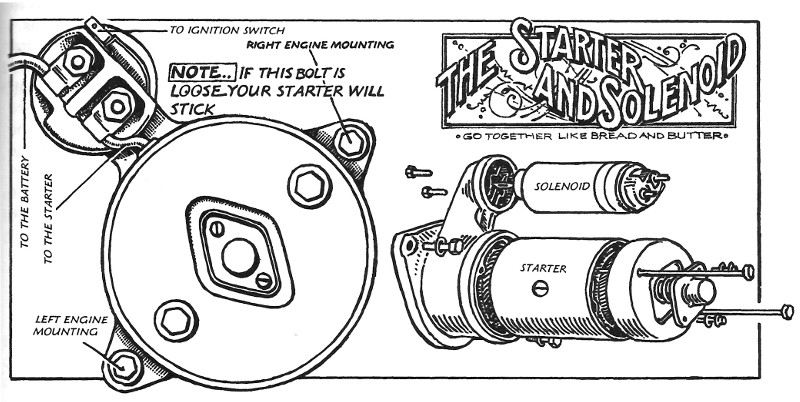 TO IGNITION SWITCH
RIGHT ENGINE MOUNTING
NOTE... IF THIS BOLT IS
LOOSE YOUR STARTER WILL
STICK
THE STARTER
AND SOLENOID
•GO TOGETHER LIKE BREAD AND BUTTER•
TO THE BATTERY
TO THE STARTER
SOLENOID
STARTER
LEFT ENGINE
MOUNTING